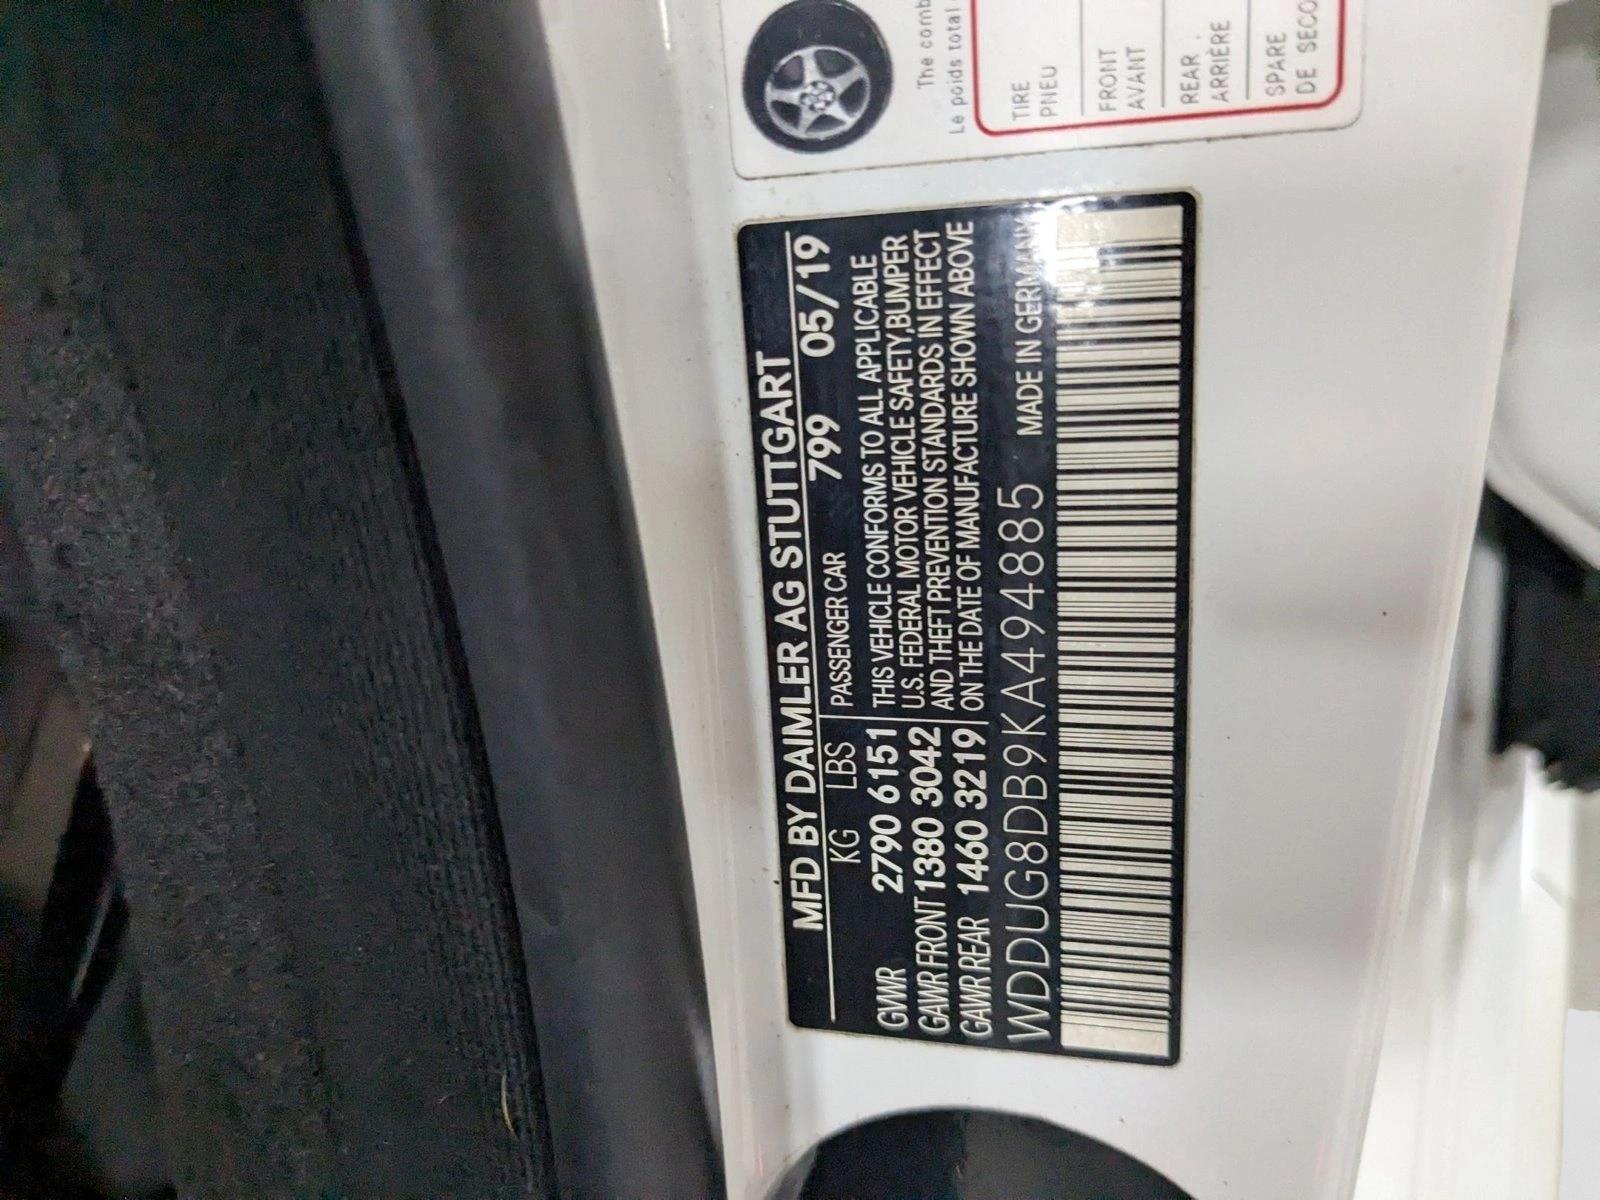 The comb
Le poids total
TIRE
PNEU
FRONT
AVANT
REAR
ARRIÈRE
SPARE
DE SECO
MFD BY DAIMLER AG STUTTGART
KG LBS PASSENGER CAR 799 05/19
GVWR 2790 6151
GAWR FRONT 1380 3042
GAWR REAR 1460 3219
THIS VEHICLE CONFORMS TO ALL APPLICABLE
U.S. FEDERAL MOTOR VEHICLE SAFETY,BUMPER
AND THEFT PREVENTION STANDARDS IN EFFECT
ON THE DATE OF MANUFACTURE SHOWN ABOVE
WDDUG8DB9KA494885 MADE IN GERMANY